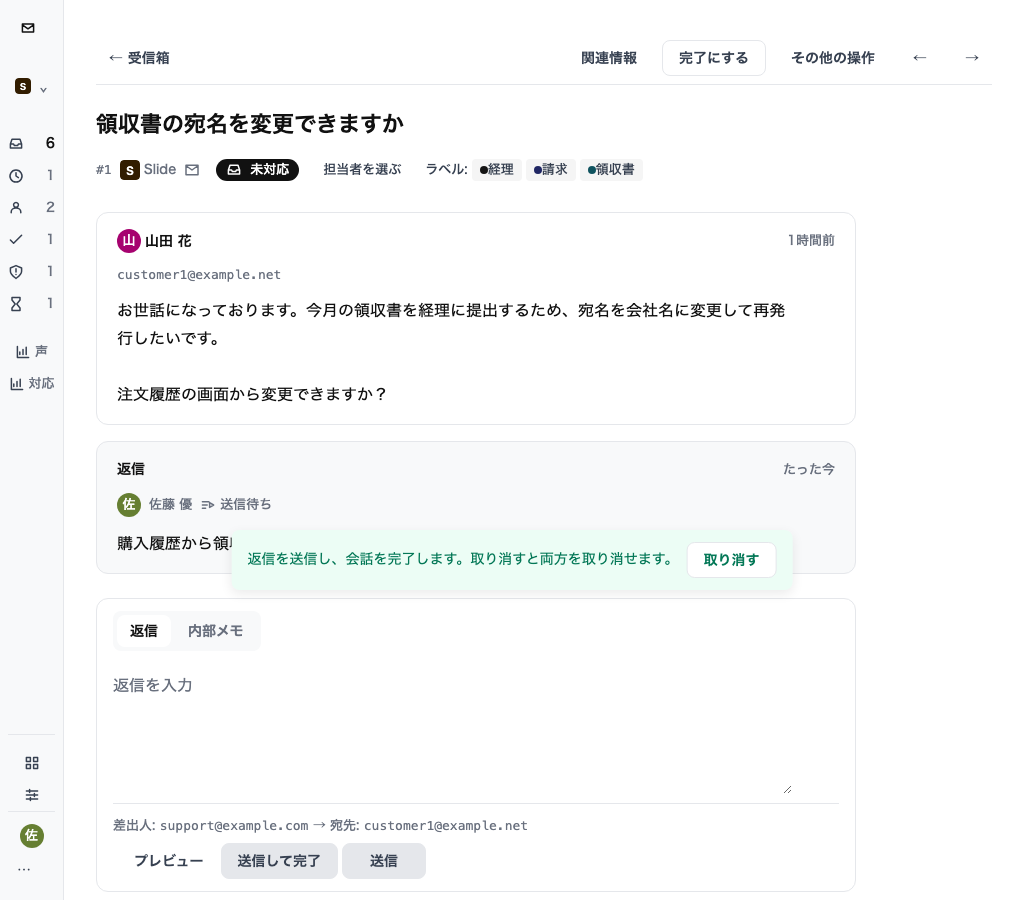 S
6
1
2
1
1
1
声
対応
佐
…
← 受信箱
関連情報
完了にする
その他の操作
←
→
領収書の宛名を変更できますか
#1 S Slide 未対応 担当者を選ぶ ラベル: 経理 請求 領収書
山 山田 花 1時間前
customer1@example.net
お世話になっております。今月の領収書を経理に提出するため、宛名を会社名に変更して再発
行したいです。
注文履歴の画面から変更できますか？
返信 たった今
佐 佐藤 優 送信待ち
購入履歴から領
返信を送信し、会話を完了します。取り消すと両方を取り消せます。 取り消す
返信 内部メモ
返信を入力
差出人: support@example.com → 宛先: customer1@example.net
プレビュー 送信して完了 送信